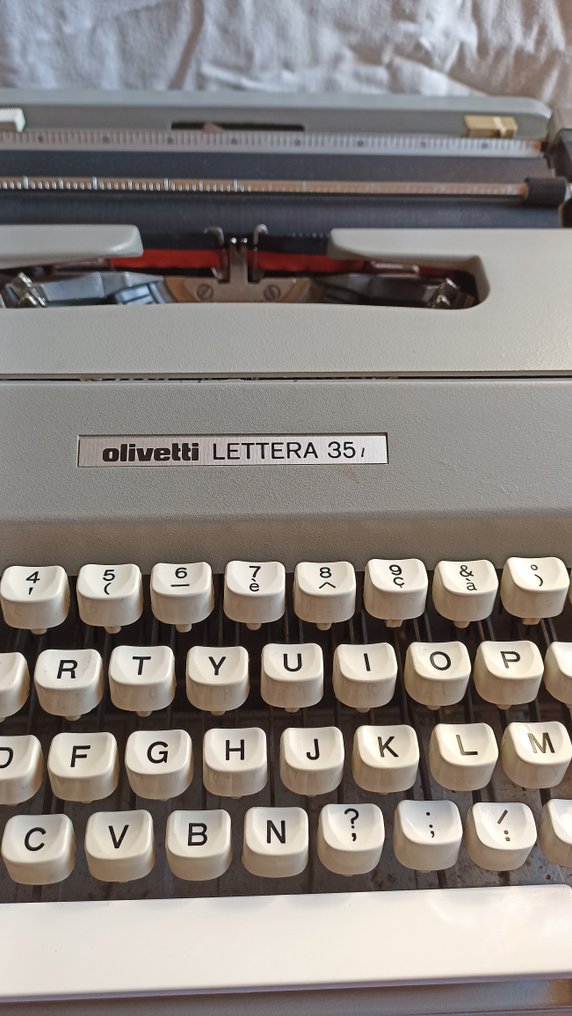 olivetti LETTERA 35 l
4 5 6 7 8 9 & °
' ( _ è ^ ç à )
R T Y U I O P
D F G H J K L M
C V B N ? . /
, ; :